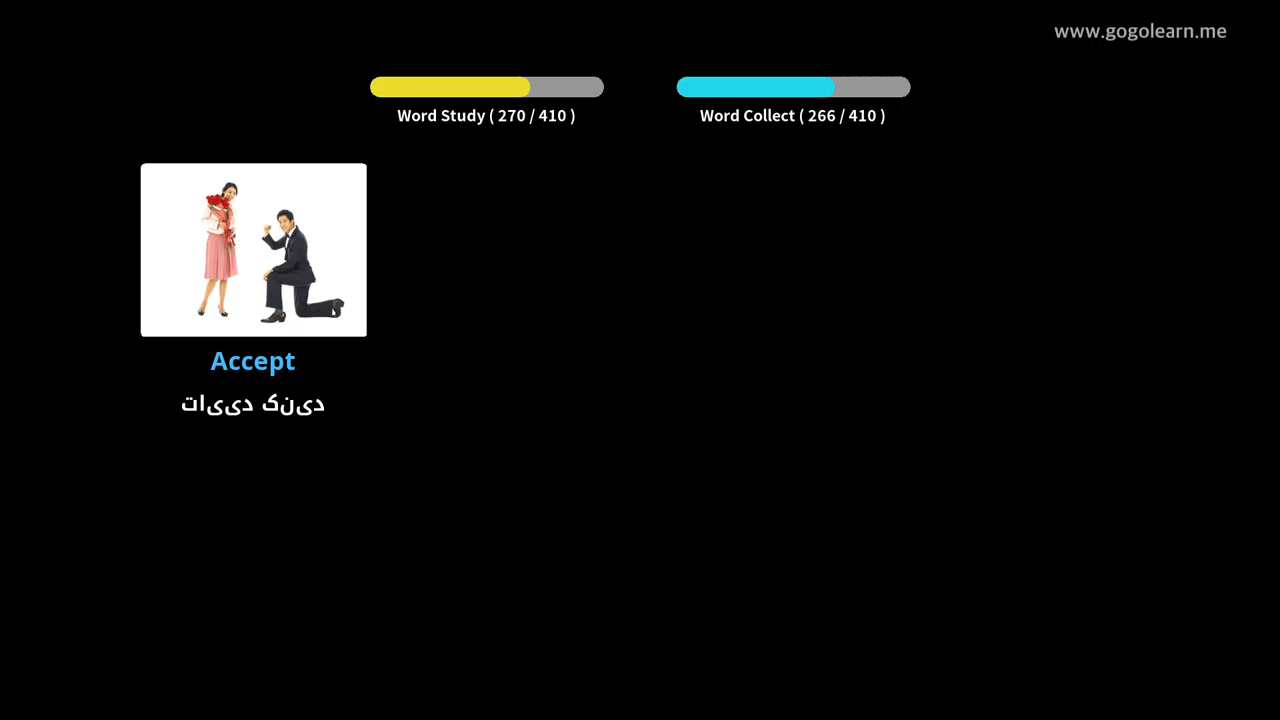 www.gogolearn.me
Word Study ( 270 / 410 )
Word Collect ( 266 / 410 )
Accept
تایید کنید